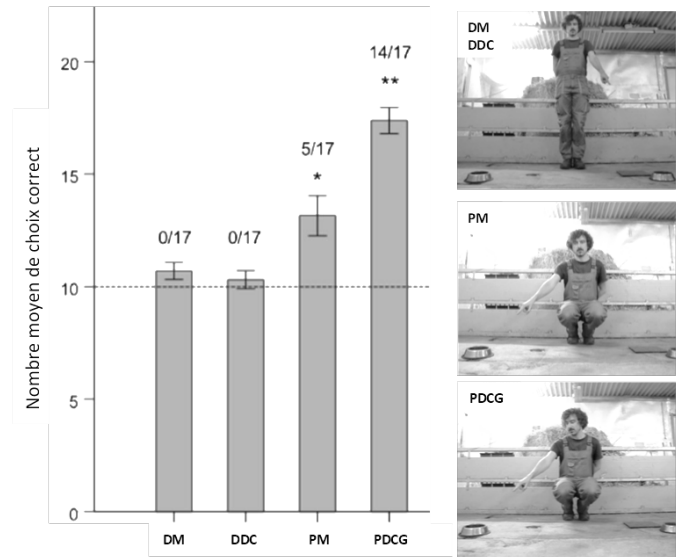 Nombre moyen de choix correct
20
15
10
5
0
0/17
0/17
5/17
*
14/17
**
DM
DDC
PM
PDCG
DM
DDC
PM
PDCG